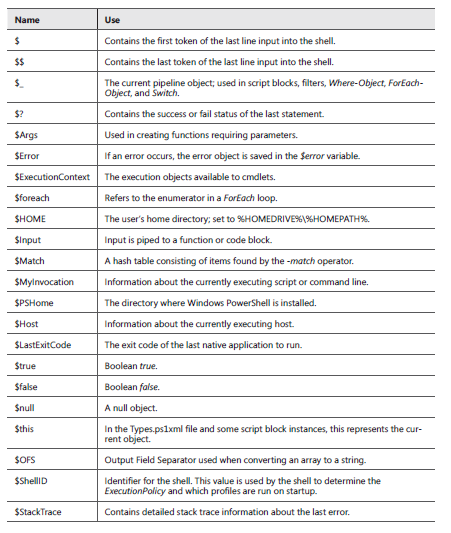 Name Use
$ Contains the first token of the last line input into the shell.
$$ Contains the last token of the last line input into the shell.
$_ The current pipeline object; used in script blocks, filters, Where-Object, ForEach-
Object, and Switch.
$? Contains the success or fail status of the last statement.
$Args Used in creating functions requiring parameters.
$Error If an error occurs, the error object is saved in the $error variable.
$ExecutionContext The execution objects available to cmdlets.
$foreach Refers to the enumerator in a ForEach loop.
$HOME The user's home directory; set to %HOMEDRIVE%\%HOMEPATH%.
$Input Input is piped to a function or code block.
$Match A hash table consisting of items found by the -match operator.
$MyInvocation Information about the currently executing script or command line.
$PSHome The directory where Windows PowerShell is installed.
$Host Information about the currently executing host.
$LastExitCode The exit code of the last native application to run.
$true Boolean true.
$false Boolean false.
$null A null object.
$this In the Types.ps1xml file and some script block instances, this represents the cur-
rent object.
$OFS Output Field Separator used when converting an array to a string.
$ShellID Identifier for the shell. This value is used by the shell to determine the
ExecutionPolicy and which profiles are run on startup.
$StackTrace Contains detailed stack trace information about the last error.